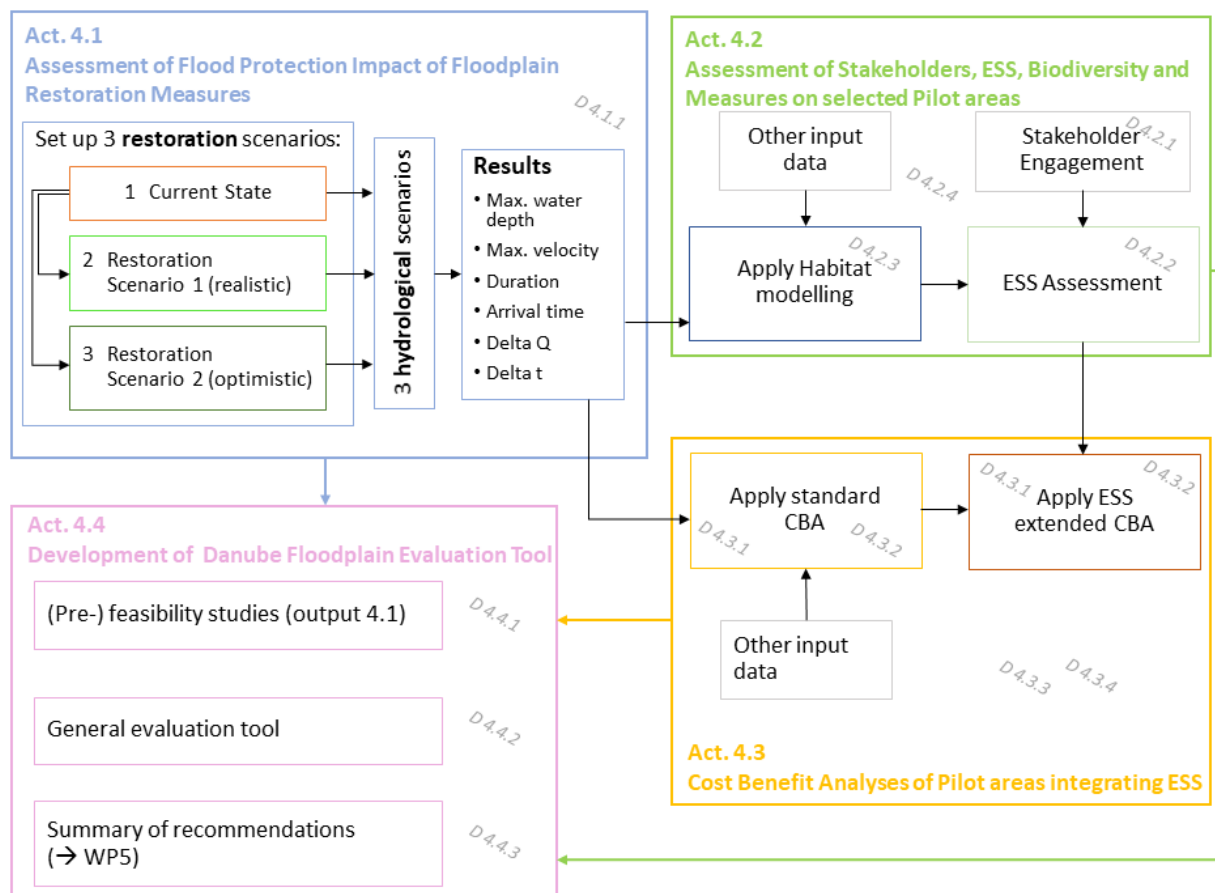 Act. 4.1
Assessment of Flood Protection Impact of Floodplain
Restoration Measures
D 4.1.1
Set up 3 restoration scenarios:
1 Current State
2 Restoration
Scenario 1 (realistic)
3 Restoration
Scenario 2 (optimistic)
3 hydrological scenarios
Results
• Max. water
depth
• Max. velocity
• Duration
• Arrival time
• Delta Q
• Delta t
Act. 4.2
Assessment of Stakeholders, ESS, Biodiversity and
Measures on selected Pilot areas
Other input
data
D 4.2.4
Stakeholder
Engagement
D 4.2.1
Apply Habitat
modelling
D 4.2.3
ESS Assessment
D 4.2.2
Apply standard
CBA
D 4.3.1
D 4.3.2
Apply ESS
extended CBA
D 4.3.1
D 4.3.2
Other input
data
D 4.3.3
D 4.3.4
Act. 4.3
Cost Benefit Analyses of Pilot areas integrating ESS
Act. 4.4
Development of Danube Floodplain Evaluation Tool
(Pre-) feasibility studies (output 4.1)
D 4.4.1
General evaluation tool
D 4.4.2
Summary of recommendations
(→ WP5)
D 4.4.3